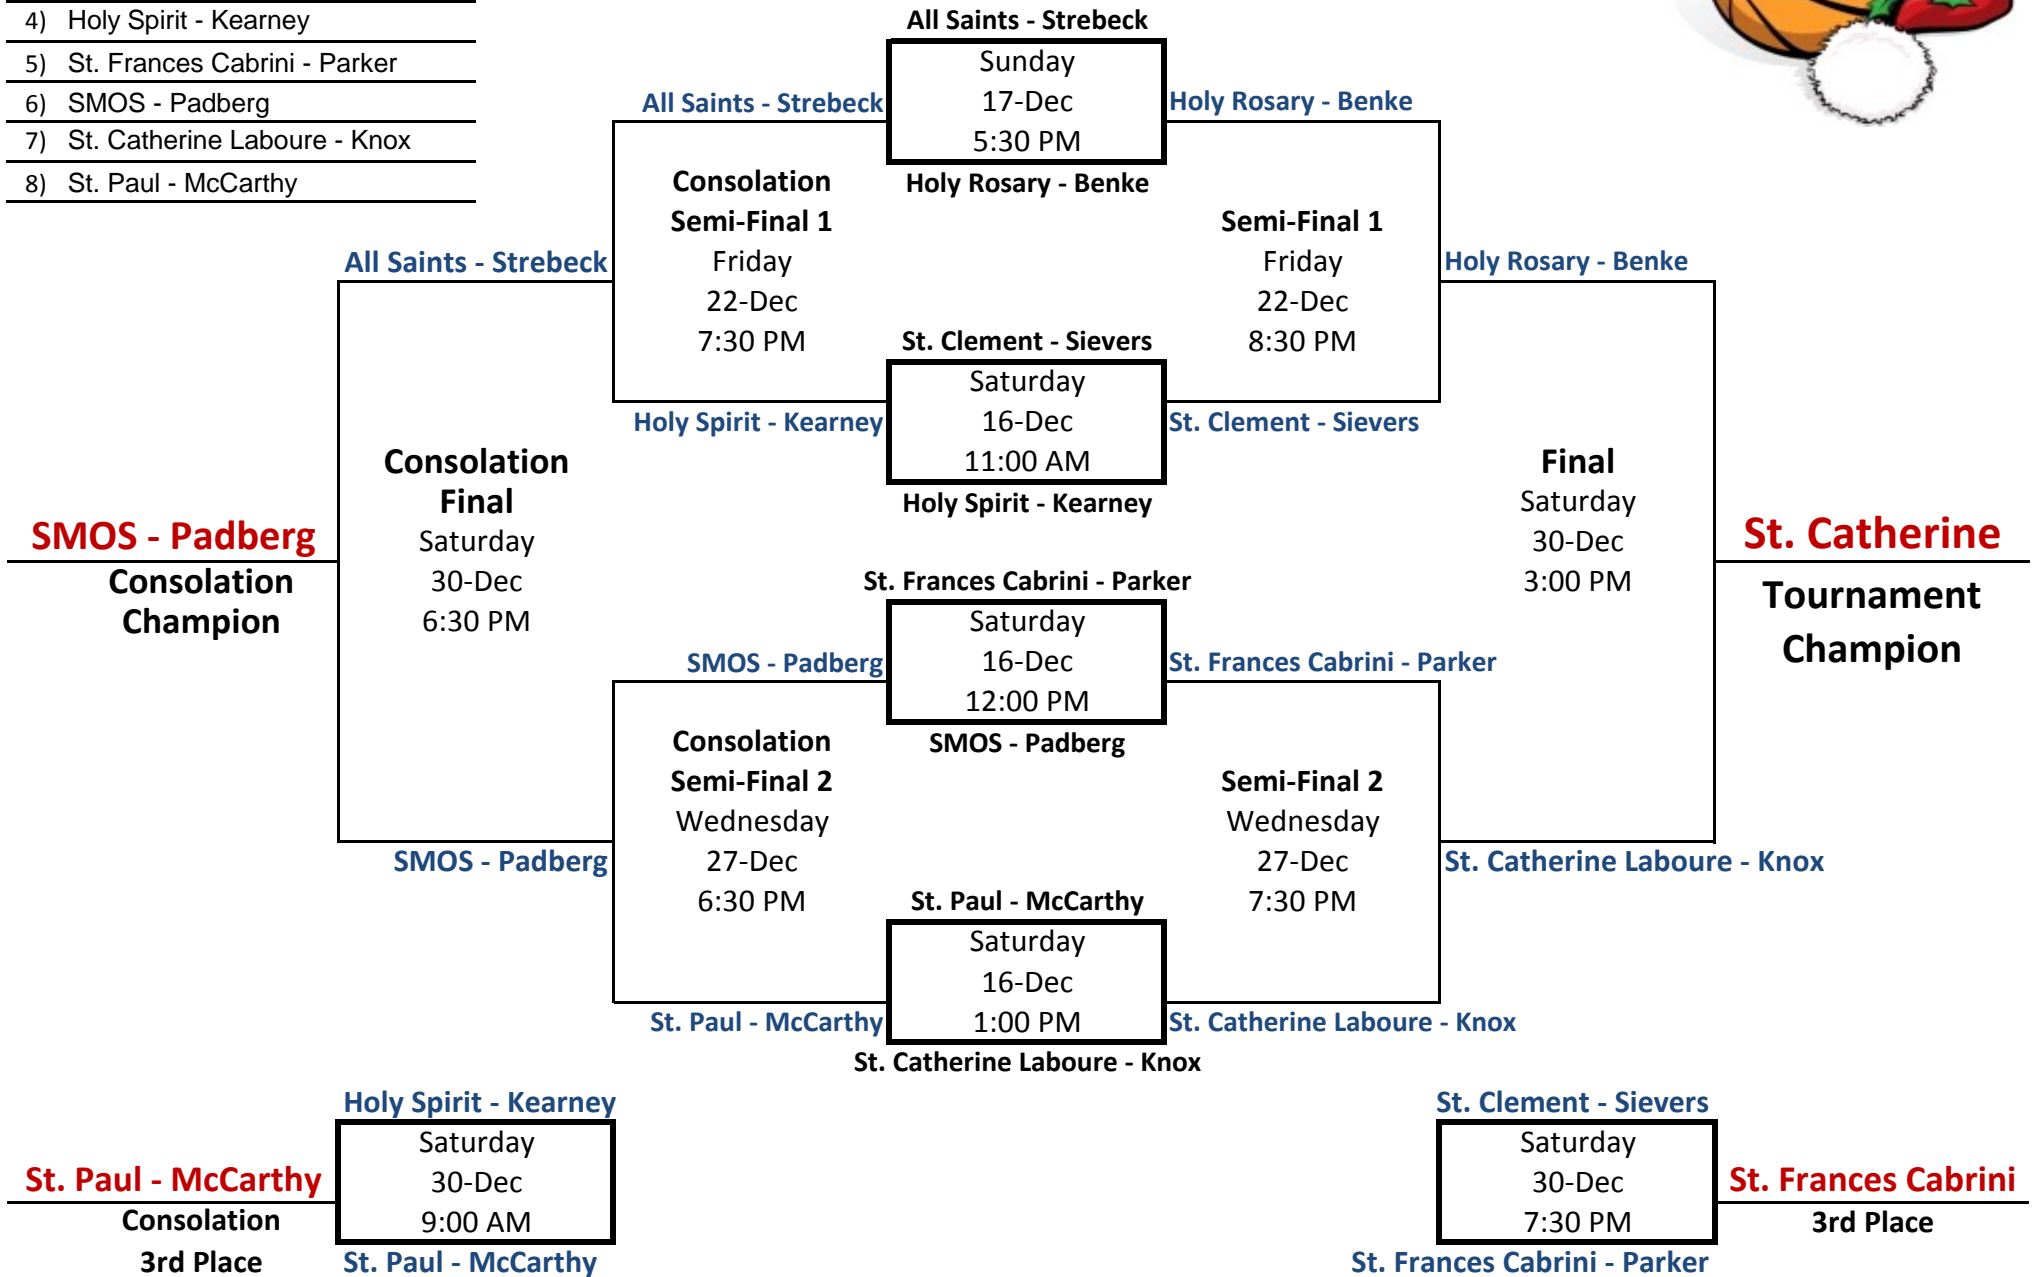 4) Holy Spirit - Kearney
5) St. Frances Cabrini - Parker
6) SMOS - Padberg
7) St. Catherine Laboure - Knox
8) St. Paul - McCarthy
All Saints - Strebeck
Sunday
17-Dec
5:30 PM
Holy Rosary - Benke
All Saints - Strebeck
Holy Rosary - Benke
Consolation
Semi-Final 1
Friday
22-Dec
7:30 PM
Semi-Final 1
Friday
22-Dec
8:30 PM
All Saints - Strebeck
Holy Rosary - Benke
St. Clement - Sievers
Saturday
16-Dec
11:00 AM
Holy Spirit - Kearney
Holy Spirit - Kearney
St. Clement - Sievers
Consolation
Final
Saturday
30-Dec
6:30 PM
Final
Saturday
30-Dec
3:00 PM
SMOS - Padberg
Consolation
Champion
St. Catherine
Tournament
Champion
St. Frances Cabrini - Parker
Saturday
16-Dec
12:00 PM
SMOS - Padberg
SMOS - Padberg
St. Frances Cabrini - Parker
Consolation
Semi-Final 2
Wednesday
27-Dec
6:30 PM
Semi-Final 2
Wednesday
27-Dec
7:30 PM
SMOS - Padberg
St. Catherine Laboure - Knox
St. Paul - McCarthy
Saturday
16-Dec
1:00 PM
St. Catherine Laboure - Knox
St. Paul - McCarthy
St. Catherine Laboure - Knox
Holy Spirit - Kearney
Saturday
30-Dec
9:00 AM
St. Paul - McCarthy
St. Paul - McCarthy
Consolation
3rd Place
St. Clement - Sievers
Saturday
30-Dec
7:30 PM
St. Frances Cabrini - Parker
St. Frances Cabrini
3rd Place